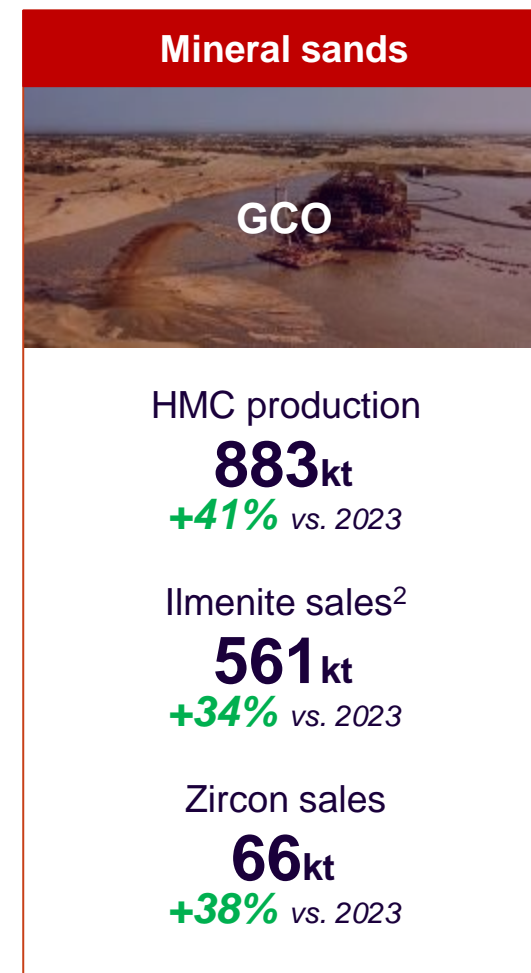 Mineral sands
GCO
HMC production
883kt
+41% vs. 2023
Ilmenite sales²
561kt
+34% vs. 2023
Zircon sales
66kt
+38% vs. 2023